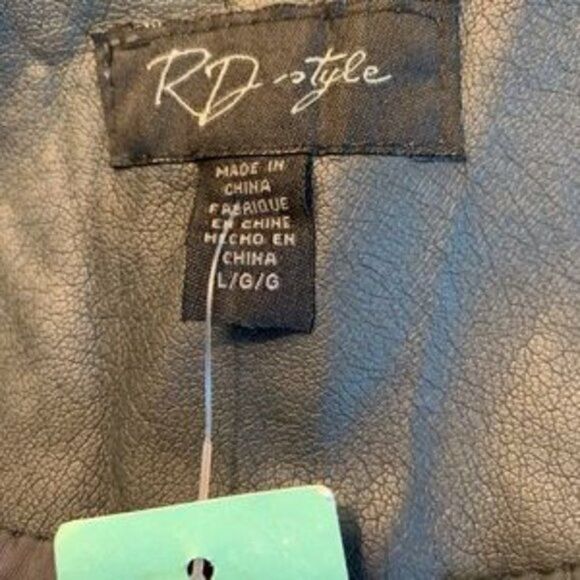 RD style
MADE IN
CHINA
FABRIQUE
EN CHINE
HECHO EN
CHINA
L/G/G